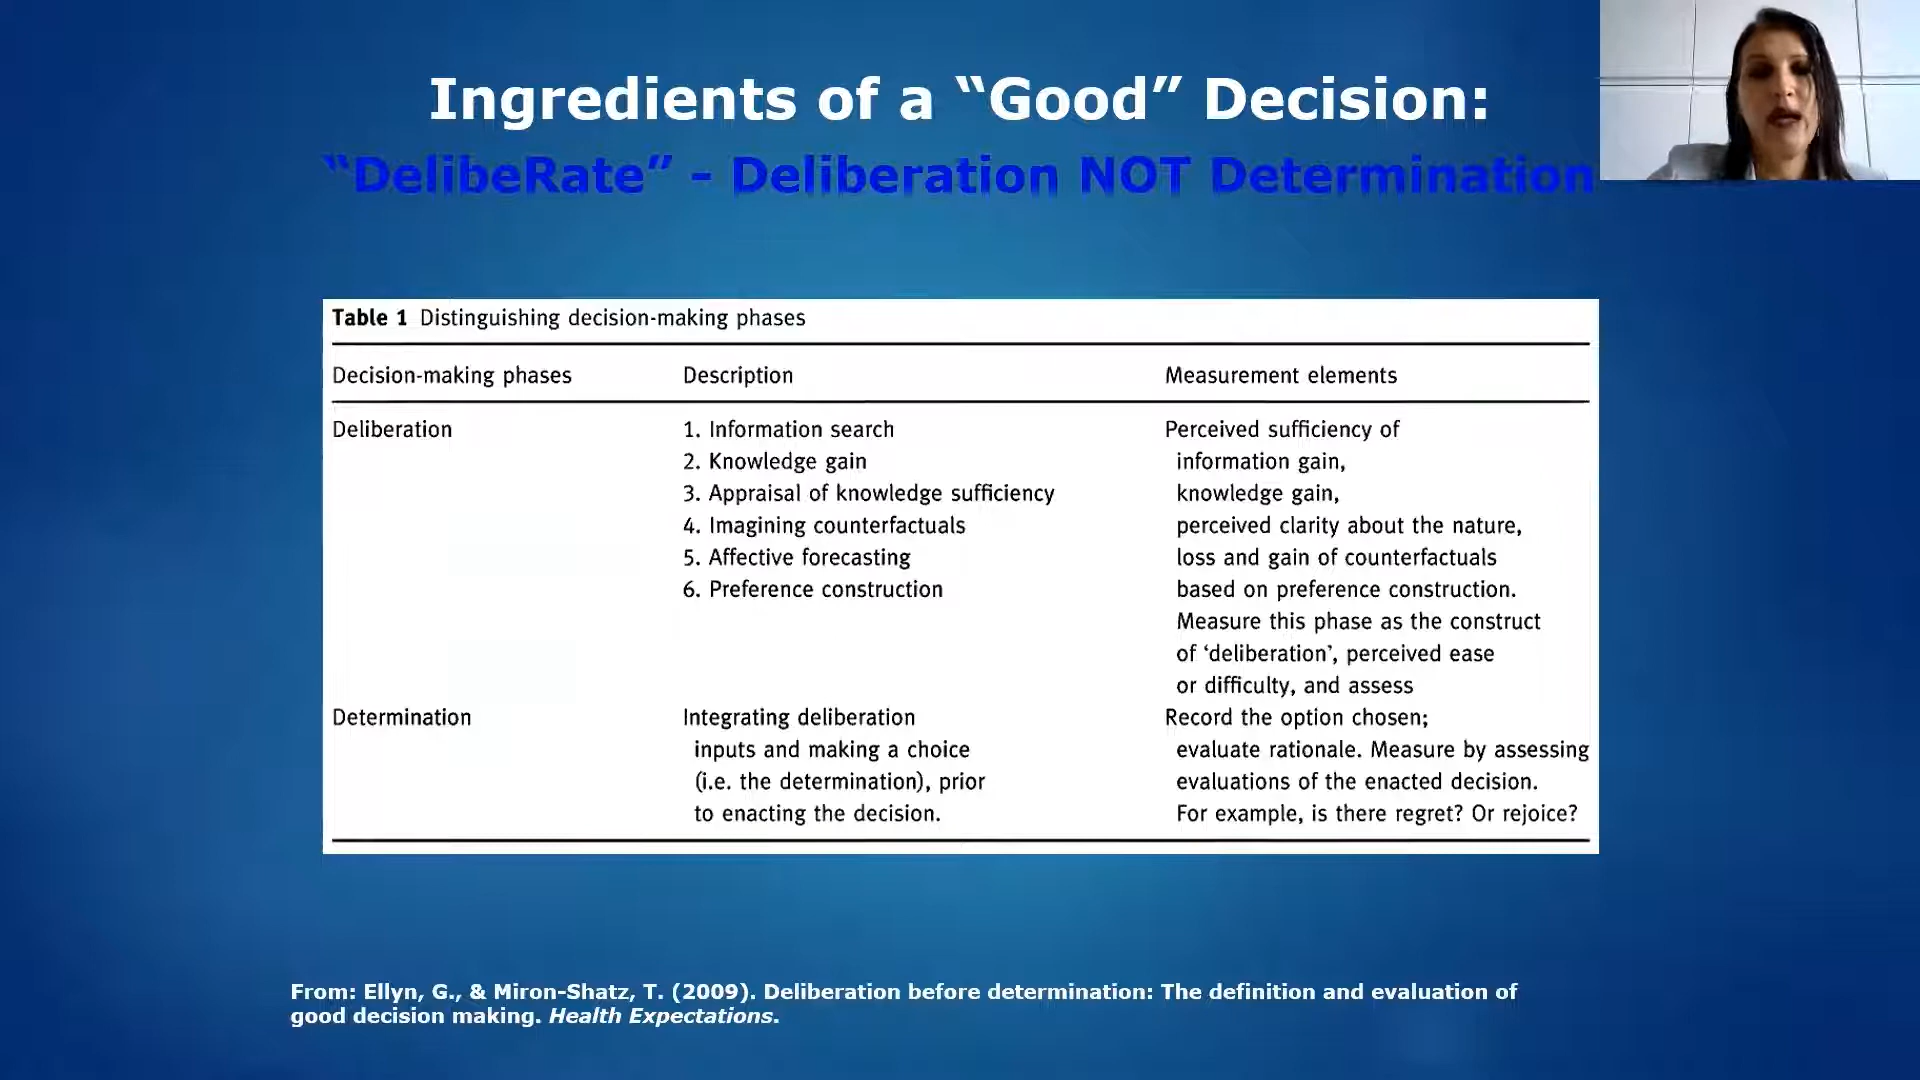 Ingredients of a “Good” Decision:
“DelibeRate” - Deliberation NOT Determination
Table 1 Distinguishing decision-making phases
Decision-making phases Description Measurement elements
Deliberation 1. Information search Perceived sufficiency of
2. Knowledge gain information gain,
3. Appraisal of knowledge sufficiency knowledge gain,
4. Imagining counterfactuals perceived clarity about the nature,
5. Affective forecasting loss and gain of counterfactuals
6. Preference construction based on preference construction.
Measure this phase as the construct
of ‘deliberation’, perceived ease
or difficulty, and assess
Determination Integrating deliberation Record the option chosen;
inputs and making a choice evaluate rationale. Measure by assessing
(i.e. the determination), prior evaluations of the enacted decision.
to enacting the decision. For example, is there regret? Or rejoice?
From: Ellyn, G., & Miron-Shatz, T. (2009). Deliberation before determination: The definition and evaluation of
good decision making. Health Expectations.